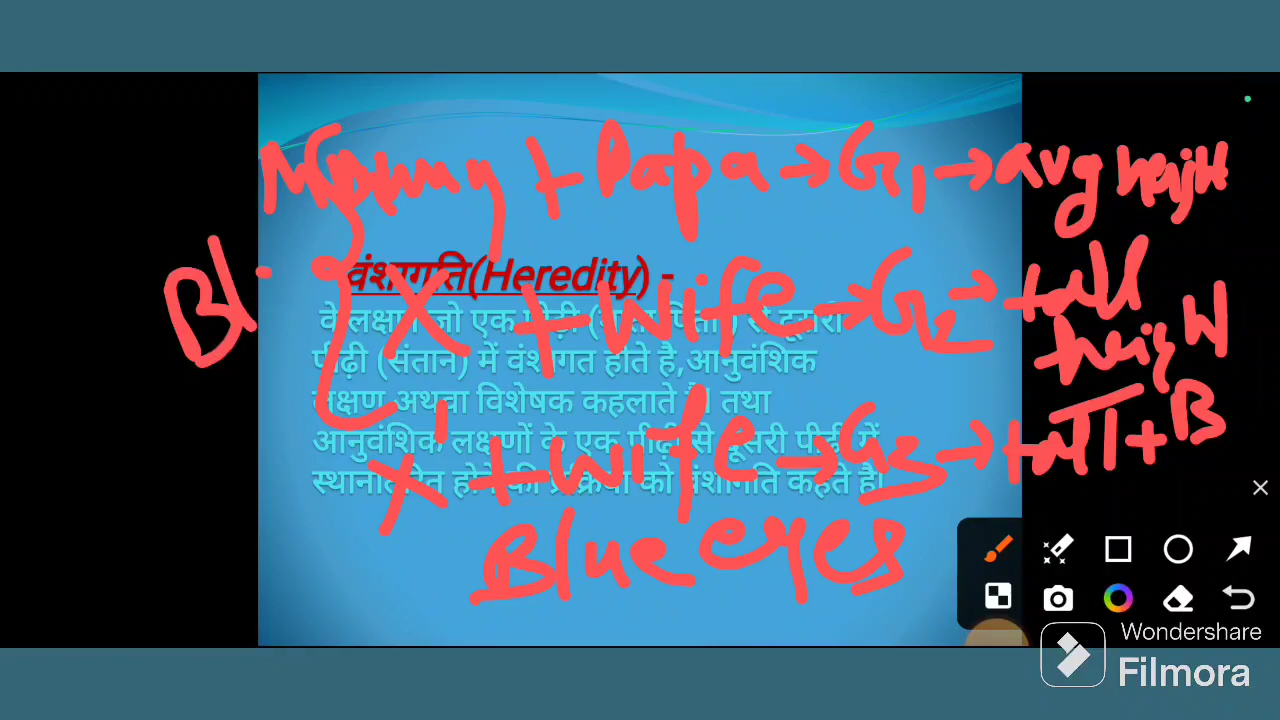 Mummy + Papa → G1 → avg height
Bl.
वंशागति(Heredity) -
X + Wife → G2 → tall height
वे लक्षण जो एक पीढ़ी (माता पिता) से दूसरी
पीढ़ी (संतान) में वंशागत होते है,आनुवंशिक
लक्षण अथवा विशेषक कहलाते है। तथा
X' + Wife → G3 → tall + B
आनुवंशिक लक्षणों के एक पीढ़ी से दूसरी पीढ़ी में
स्थानांतरित होने की प्रक्रिया को वंशागति कहते है।
Blue eyes
Wondershare
Filmora